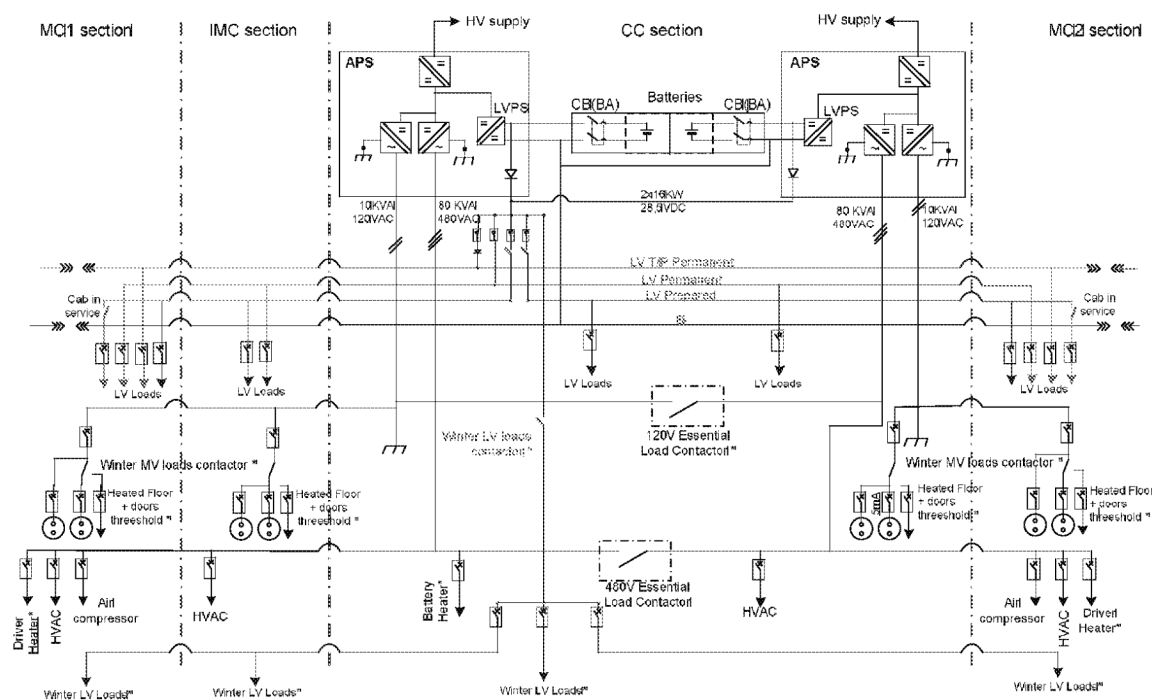 HV supply
HV supply
MC1 section
IMC section
CC section
MC2 section
APS
APS
LVPS
CB(BA)
Batteries
CB(BA)
LVPS
10KVA
120VAC
80 KVA
480VAC
2x16KW
28,5VDC
80 KVA
480VAC
10KVA
120VAC
LV T/P Permanent
LV Permanent
LV Prepared
Cab in
service
Cab in
service
LV Loads
LV Loads
LV Loads
LV Loads
LV Loads
Winter LV loads
contactor *
120V Essential
Load Contactor *
Winter MV loads contactor *
Winter MV loads contactor *
Heated Floor
+ doors
threeshold *
Heated Floor
+ doors
threeshold *
5mA
Heated Floor
+ doors
threeshold *
Heated Floor
+ doors
threeshold *
Driver
Heater*
HVAC
Air
compressor
HVAC
Battery
Heater*
480V Essential
Load Contactor
HVAC
Air
compressor
HVAC
Driver
Heater*
Winter LV Loads*
Winter LV Loads*
Winter LV Loads*
Winter LV Loads*